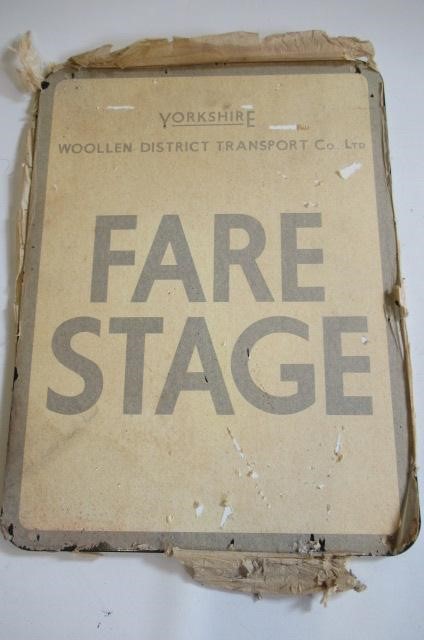 YORKSHIRE
WOOLLEN DISTRICT TRANSPORT CO. LTD
FARE
STAGE